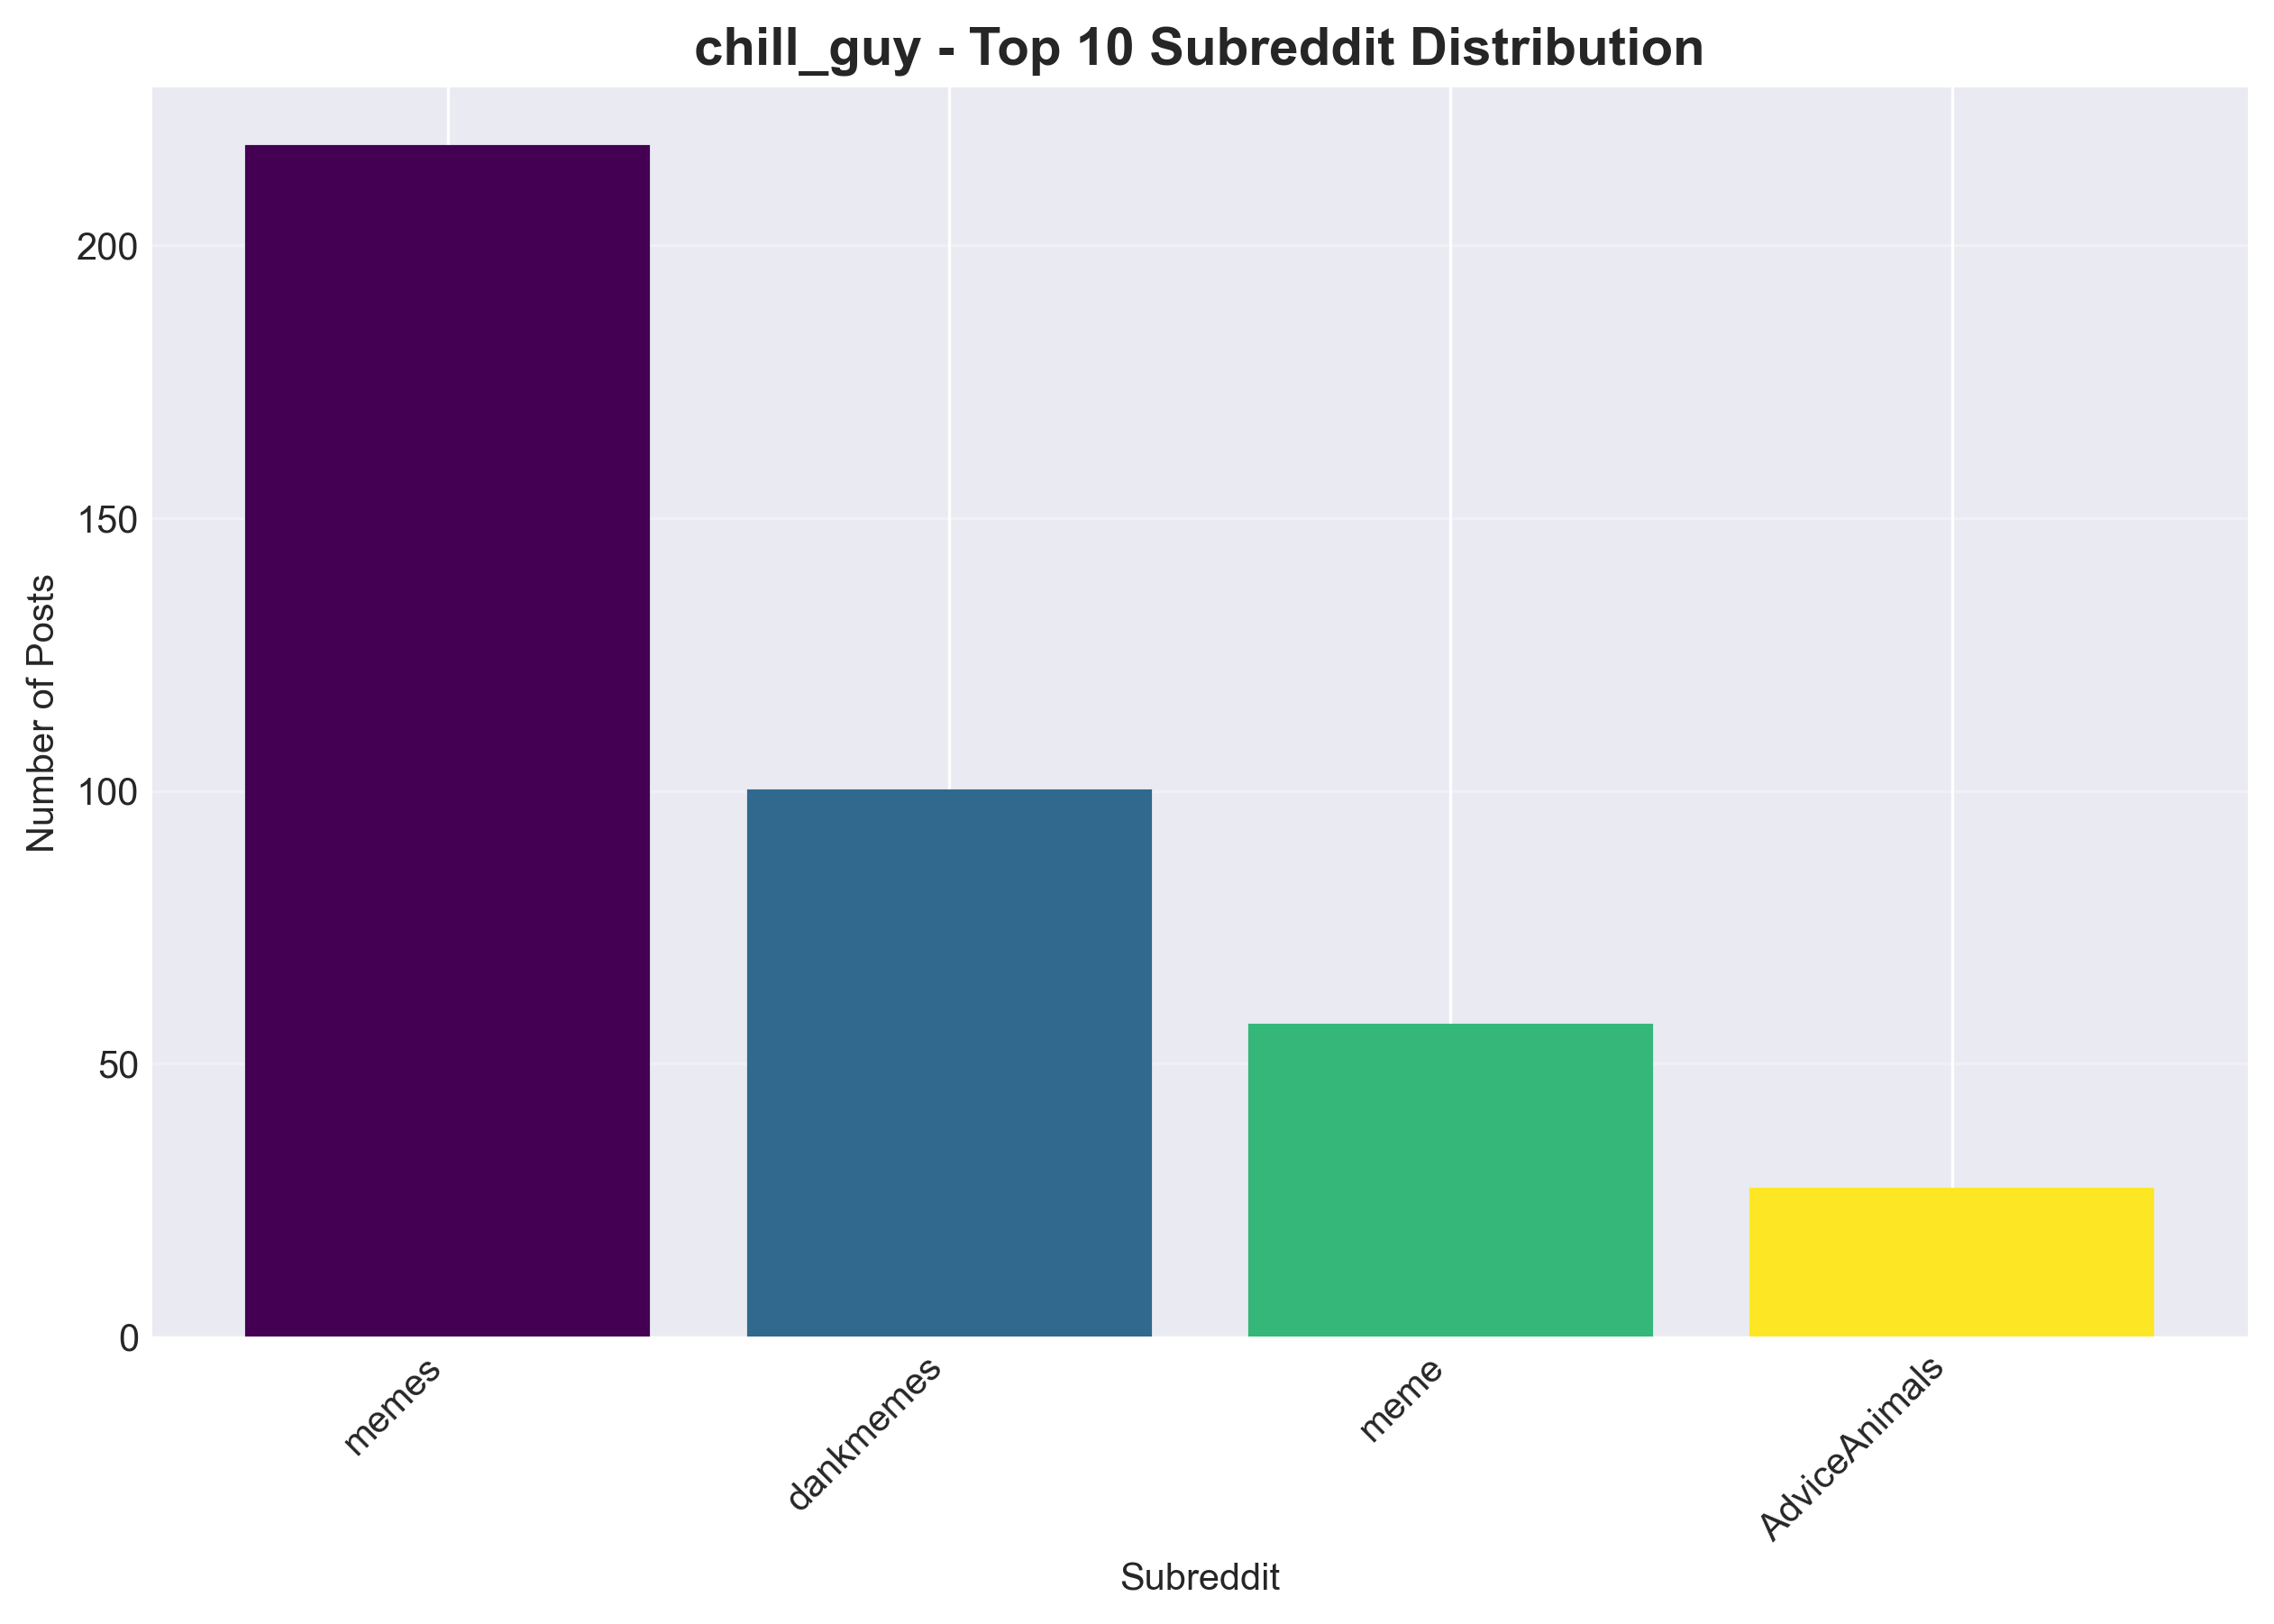 chill_guy - Top 10 Subreddit Distribution
Number of Posts
200
150
100
50
0
memes
dankmemes
meme
AdviceAnimals
Subreddit